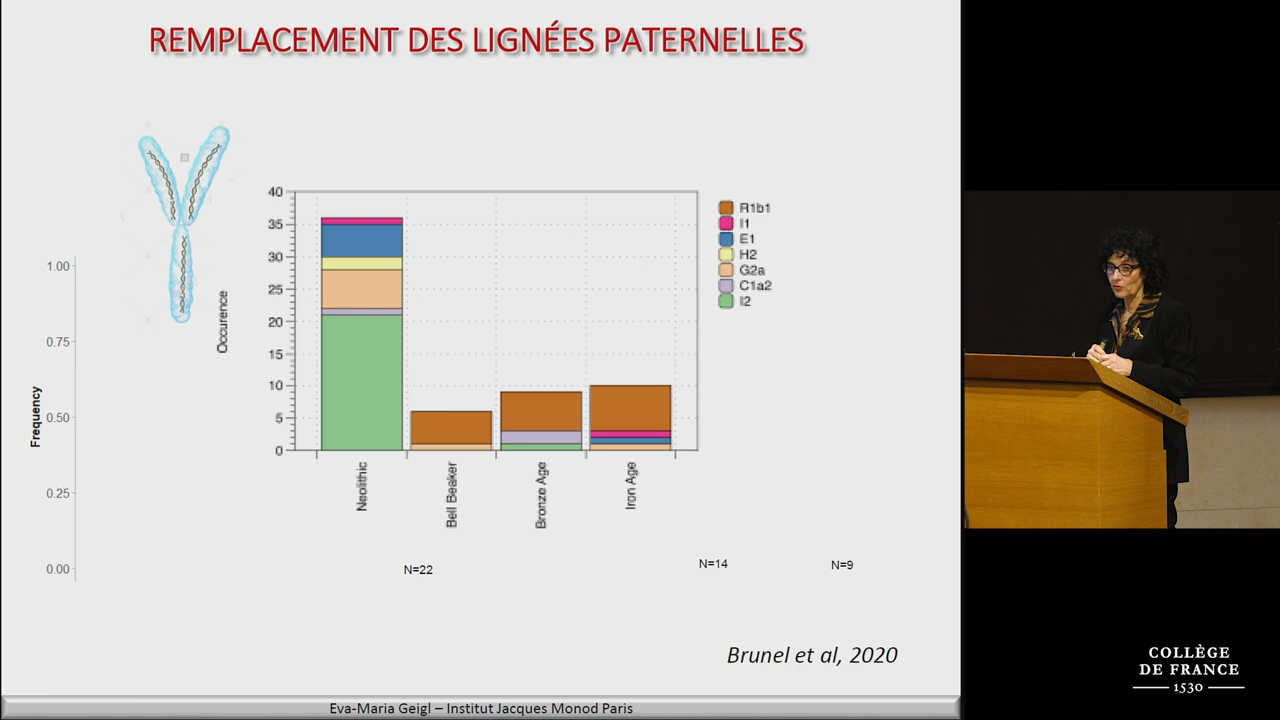 REMPLACEMENT DES LIGNÉES PATERNELLES
40
35
30
25
20
15
10
5
0
Occurence
Neolithic
Bell Beaker
Bronze Age
Iron Age
R1b1
I1
E1
H2
G2a
C1a2
I2
1.00
0.75
0.50
0.25
0.00
Frequency
N=22
N=14
N=9
Brunel et al, 2020
Eva-Maria Geigl – Institut Jacques Monod Paris
COLLÈGE
DE FRANCE
1530